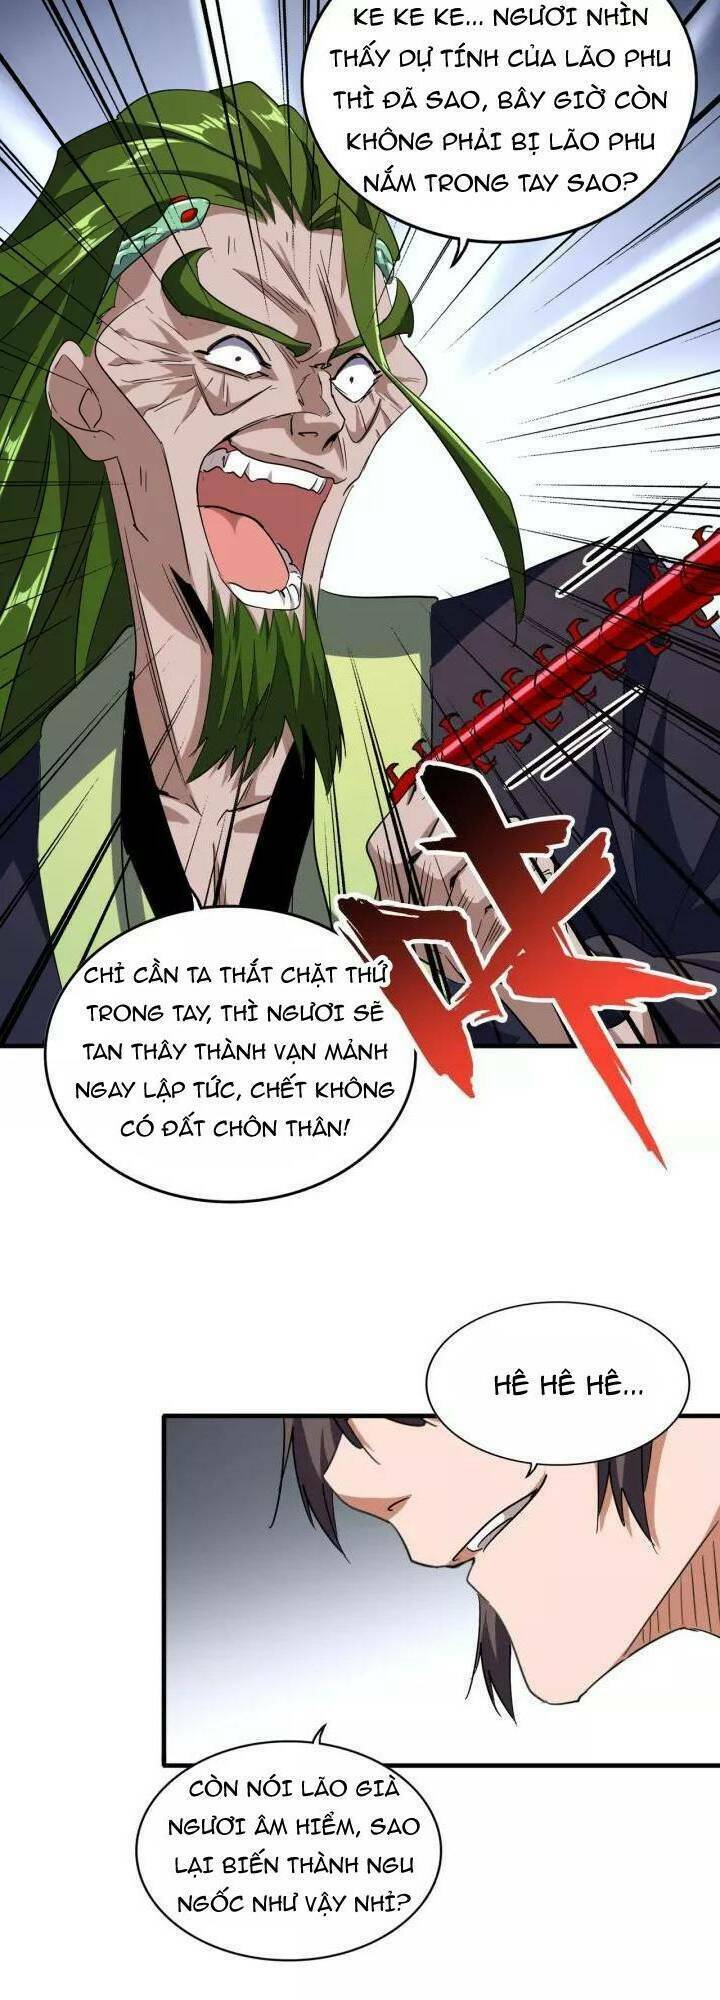 KE KE KE... NGƯƠI NHÌN
THẤY DỰ TÍNH CỦA LÃO PHU
THÌ ĐÃ SAO, BÂY GIỜ CÒN
KHÔNG PHẢI BỊ LÃO PHU
NẮM TRONG TAY SAO?
CHỈ CẦN TA THẮT CHẶT THỨ
TRONG TAY, THÌ NGƯƠI SẼ
TAN THÂY THÀNH VẠN MẢNH
NGAY LẬP TỨC, CHẾT KHÔNG
CÓ ĐẤT CHÔN THÂN!
HÊ HÊ HÊ...
CÒN NÓI LÃO GIÀ
NGƯƠI ÂM HIỂM, SAO
LẠI BIẾN THÀNH NGU
NGỐC NHƯ VẬY NHỈ?